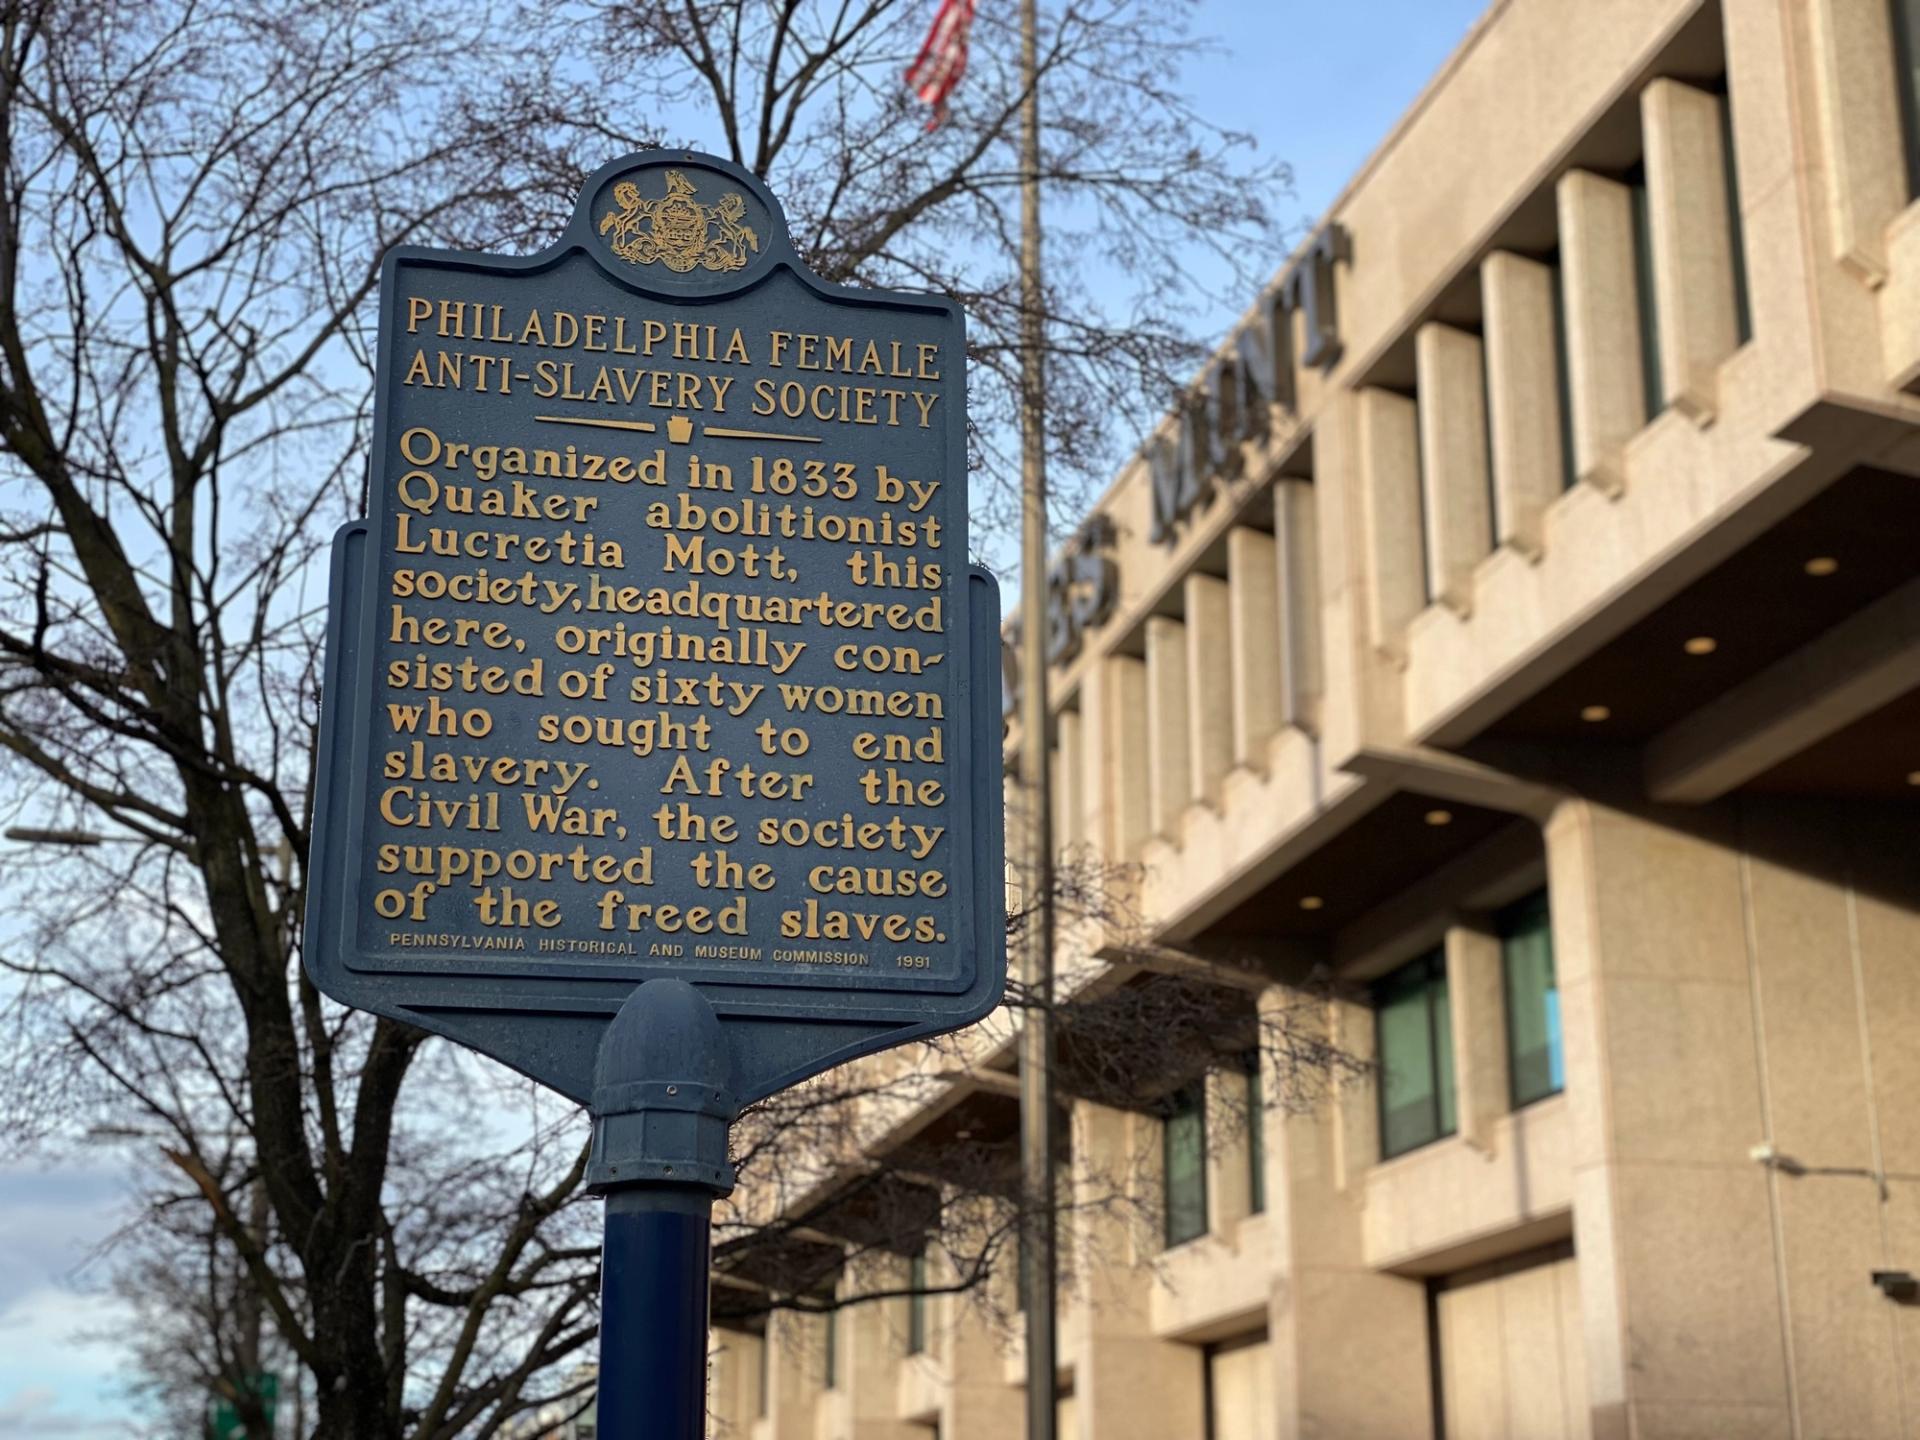 PHILADELPHIA FEMALE
ANTI-SLAVERY SOCIETY
Organized in 1833 by
Quaker abolitionist
Lucretia Mott, this
society, headquartered
here, originally con-
sisted of sixty women
who sought to end
slavery. After the
Civil War, the society
supported the cause
of the freed slaves.
PENNSYLVANIA HISTORICAL AND MUSEUM COMMISSION 1991
MINT